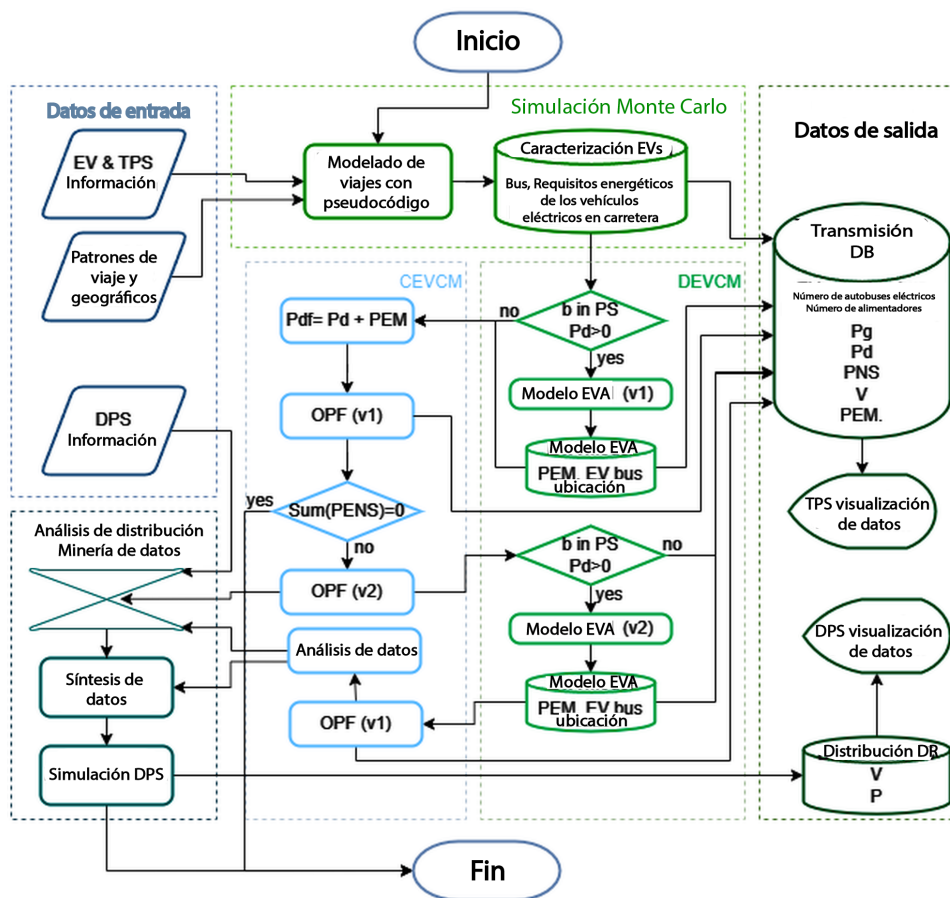 Inicio
Datos de entrada
EV & TPS
Información
Patrones de
viaje y
geográficos
DPS
Información
Simulación Monte Carlo
Modelado de
viajes con
pseudocódigo
Caracterización EVs
Bus, Requisitos energéticos
de los vehículos
eléctricos en carretera
Datos de salida
Transmisión
DB
Número de autobuses eléctricos
Número de alimentadores
Pg
Pd
PNS
V
PEM.
TPS visualización
de datos
DPS visualización
de datos
Distribución DR
V
P
CEVCM
Pdf= Pd + PEM
OPF (v1)
Sum(PENS)=0
yes
no
OPF (v2)
Análisis de datos
OPF (v1)
DEVCM
b in PS
Pd>0
no
yes
Modelo EVA (v1)
Modelo EVA
PEM, EV bus
ubicación
b in PS
Pd>0
no
yes
Modelo EVA (v2)
Modelo EVA
PEM, EV bus
ubicación
Análisis de distribución
Minería de datos
Síntesis de
datos
Simulación DPS
Fin